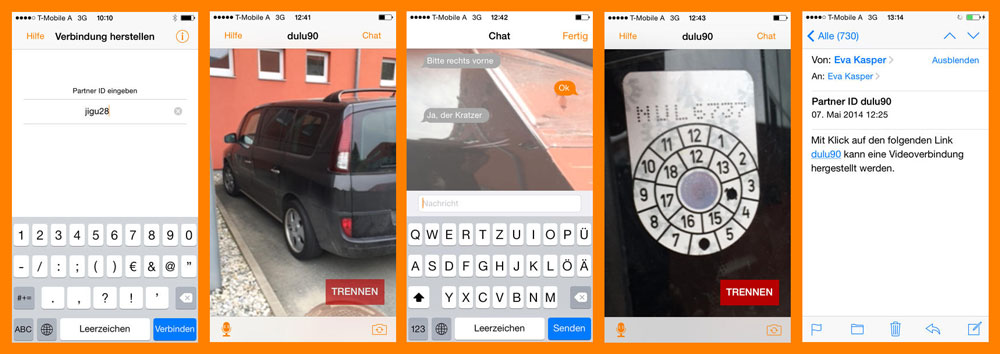 T-Mobile A 3G 10:10
Hilfe Verbindung herstellen
Partner ID eingeben
jigu28
1 2 3 4 5 6 7 8 9 0
- / : ; ( ) € & @ "
#+= . , ? ! '
ABC Leerzeichen Verbinden
T-Mobile A 3G 12:41
Hilfe dulu90 Chat
TRENNEN
T-Mobile A 3G 12:42
Chat Fertig
Bitte rechts vorne
Ok
Ja, der Kratzer
Nachricht
Q W E R T Z U I O P Ü
A S D F G H J K L Ö Ä
Y X C V B N M
123 Leerzeichen Senden
T-Mobile A 3G 12:43
Hilfe dulu90 Chat
11 12 1 2 3 4 5 7 8 9 10
12 13 14 15 16 17 18
TRENNEN
T-Mobile A 3G 13:14
Alle (730)
Von: Eva Kasper Ausblenden
An: Eva Kasper
Partner ID dulu90
07. Mai 2014 12:25
Mit Klick auf den folgenden Link
dulu90 kann eine Videoverbindung
hergestellt werden.